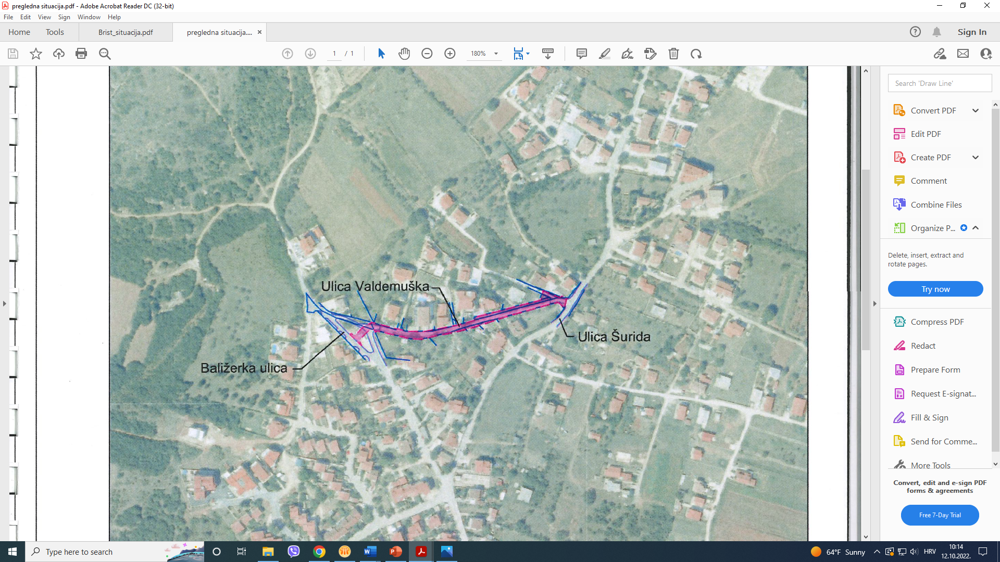 pregledna situacija.pdf - Adobe Acrobat Reader DC (32-bit)
File Edit View Sign Window Help
Home Tools Brist_situacija.pdf pregledna situacija.... × Sign In
1 / 1 180%
Search 'Draw Line'
Convert PDF
Edit PDF
Create PDF
Comment
Combine Files
Organize P...
Delete, insert, extract and
rotate pages.
Try now
Compress PDF
Redact
Prepare Form
Request E-signat...
Fill & Sign
Send for Comme...
More Tools
Convert, edit and e-sign PDF
forms & agreements
Free 7-Day Trial
Ulica Valdemuška
Ulica Šurida
Baližerka ulica
Type here to search
64°F Sunny
HRV
10:14
12.10.2022.